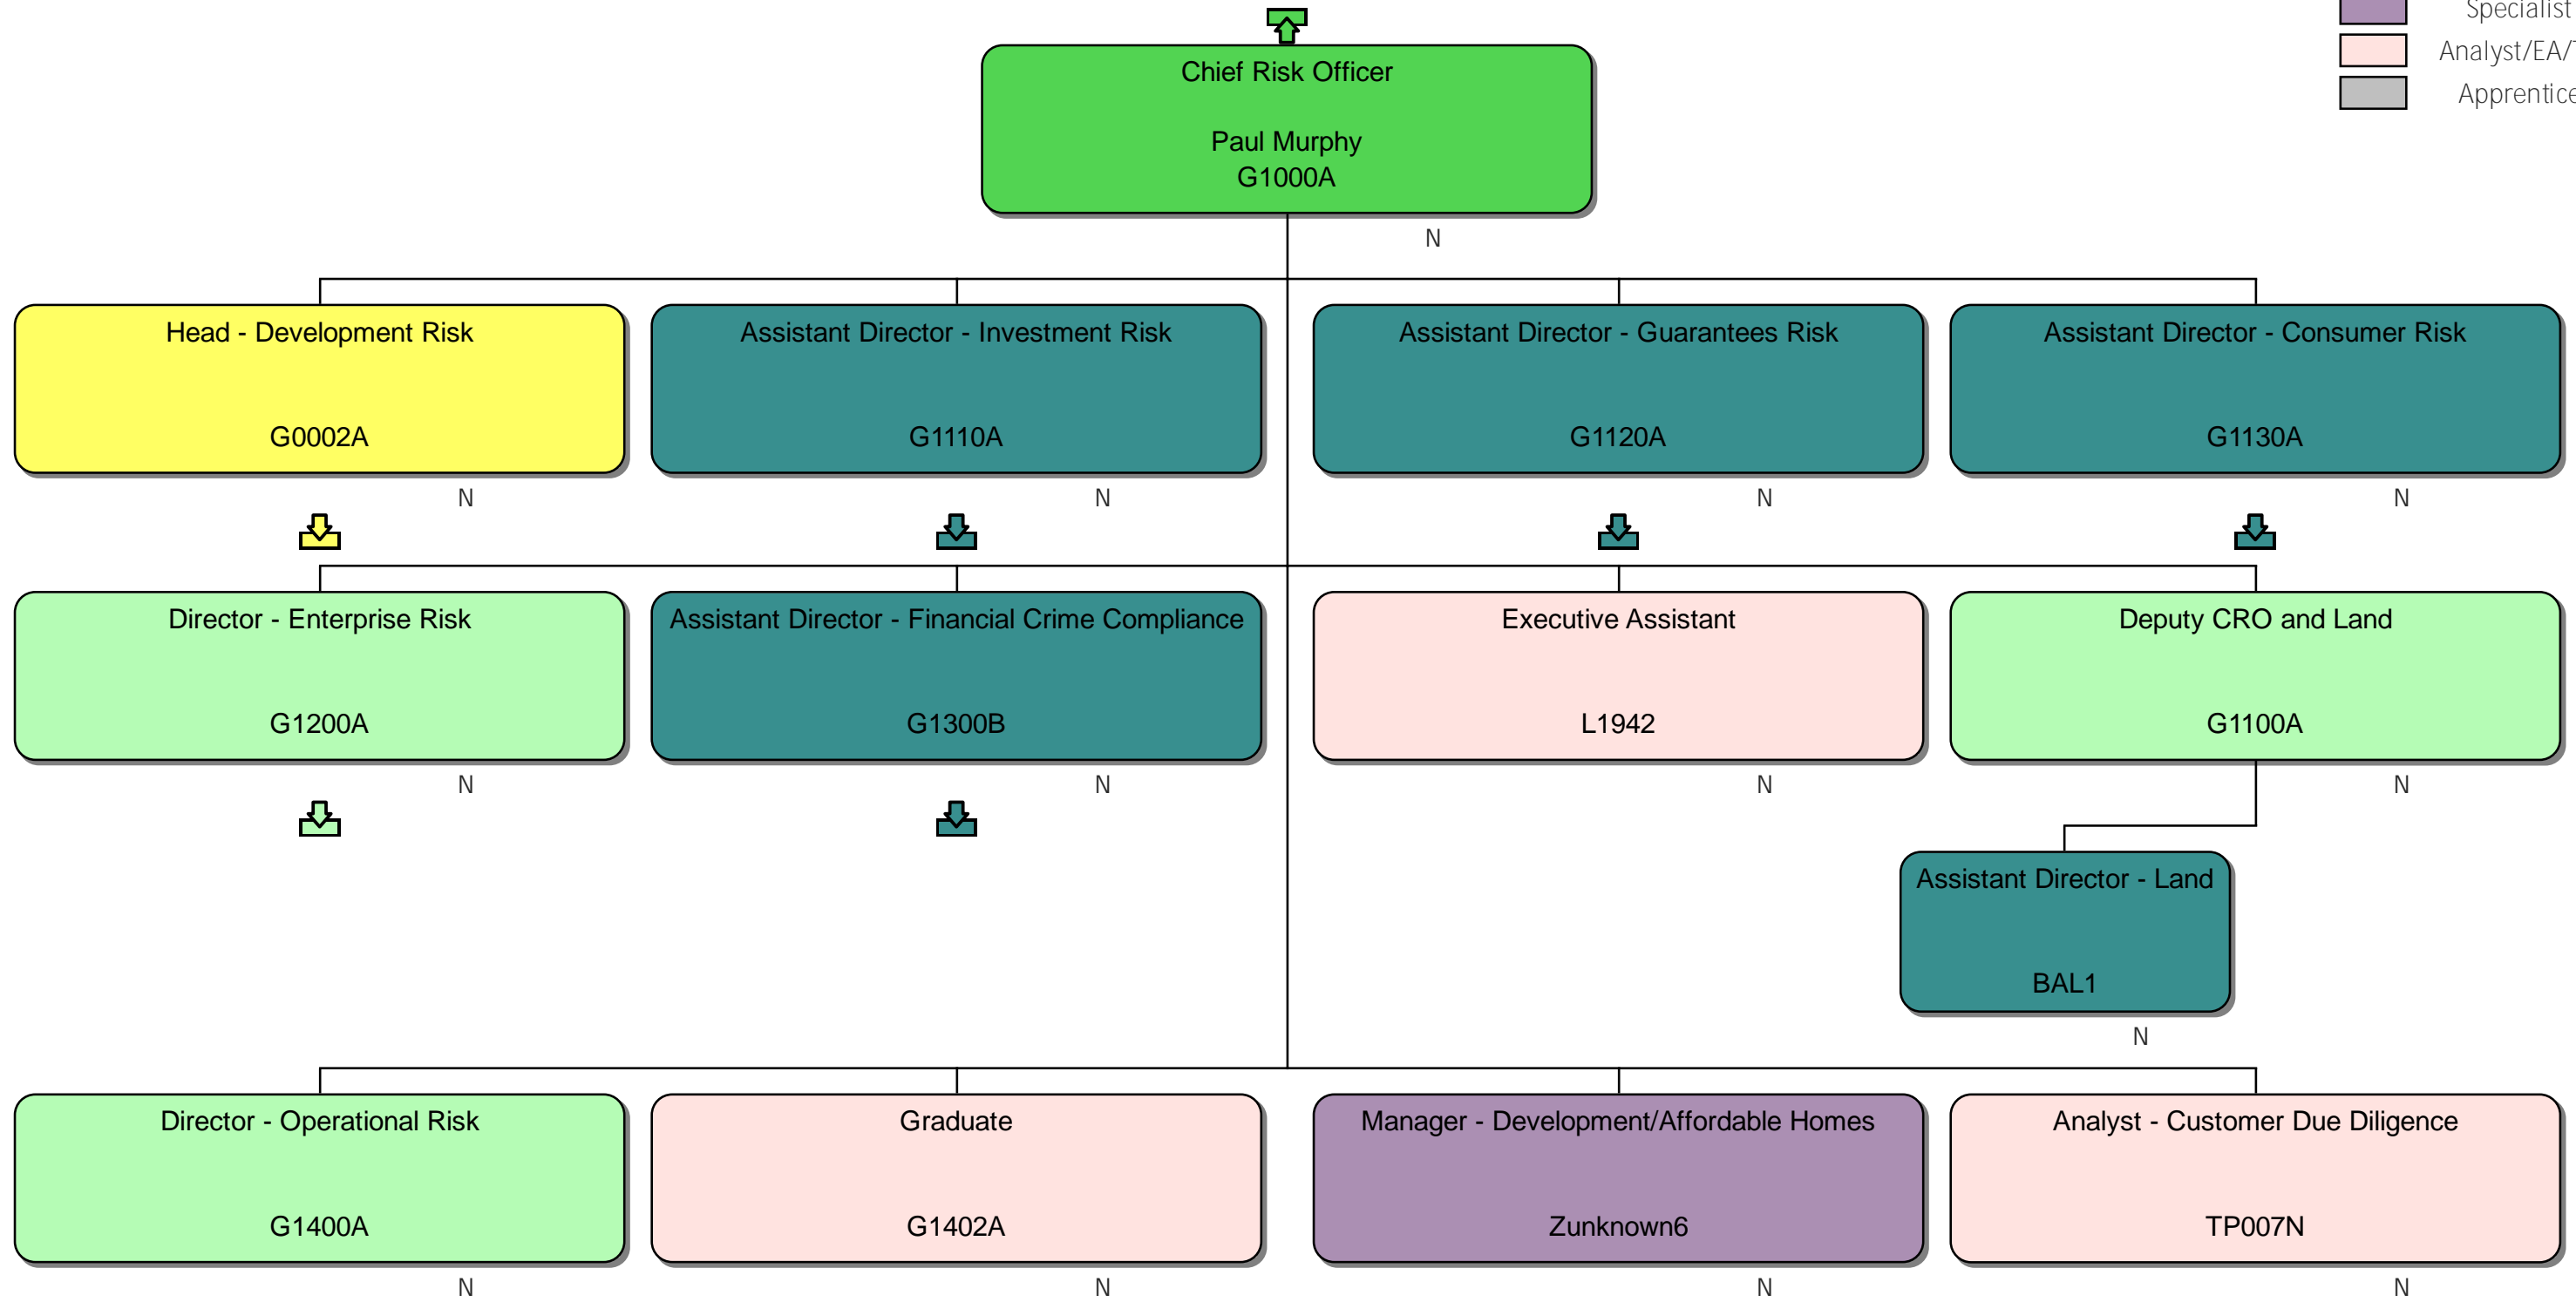 Specialist
Analyst/EA/
Apprentice
Chief Risk Officer
Paul Murphy
G1000A
N
Head - Development Risk
G0002A
N
Assistant Director - Investment Risk
G1110A
N
Assistant Director - Guarantees Risk
G1120A
N
Assistant Director - Consumer Risk
G1130A
N
Director - Enterprise Risk
G1200A
N
Assistant Director - Financial Crime Compliance
G1300B
N
Executive Assistant
L1942
N
Deputy CRO and Land
G1100A
N
Assistant Director - Land
BAL1
N
Director - Operational Risk
G1400A
N
Graduate
G1402A
N
Manager - Development/Affordable Homes
Zunknown6
N
Analyst - Customer Due Diligence
TP007N
N